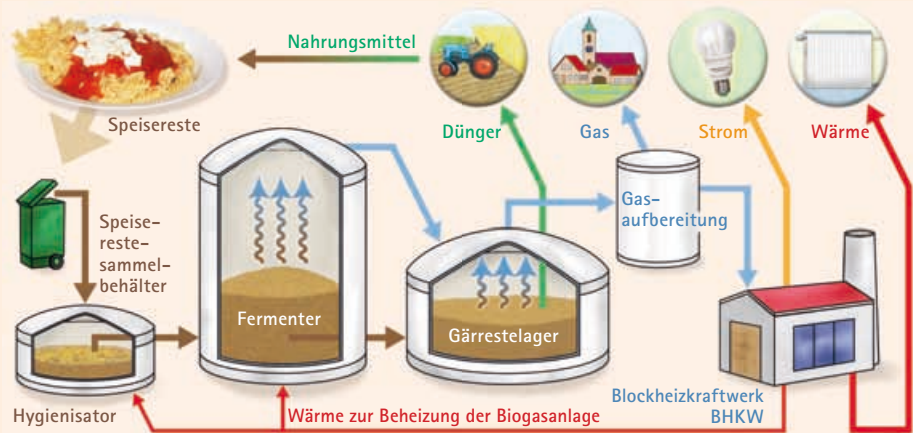 Nahrungsmittel
Speisereste
Dünger
Gas
Strom
Wärme
Speise-
reste-
sammel-
behälter
Gas-
aufbereitung
Fermenter
Gärrestelager
Hygienisator
Wärme zur Beheizung der Biogasanlage
Blockheizkraftwerk
BHKW